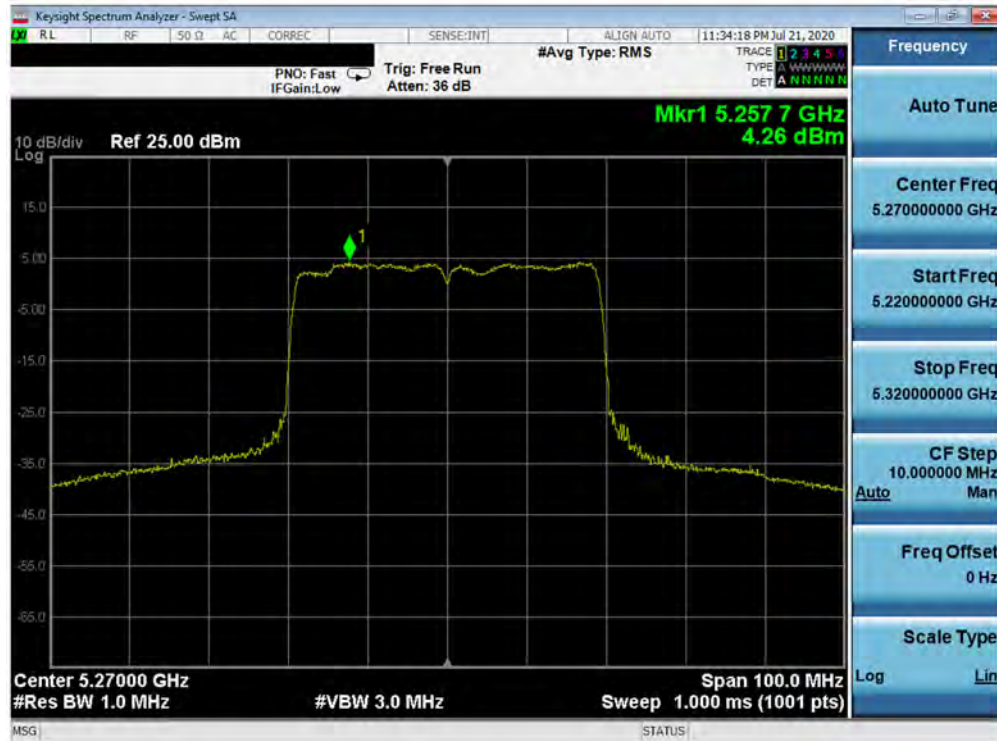 Keysight Spectrum Analyzer - Swept SA
LXI RL RF 50 Ω AC CORREC SENSE:INT ALIGN AUTO 11:34:18 PM Jul 21, 2020
#Avg Type: RMS TRACE 1 2 3 4 5 6
PNO: Fast Trig: Free Run TYPE A WWWWW
IFGain:Low Atten: 36 dB DET A N N N N N
Mkr1 5.257 7 GHz
4.26 dBm
10 dB/div Ref 25.00 dBm
Log
15.0
1
5.00
-5.00
-15.0
-25.0
-35.0
-45.0
-55.0
-65.0
Center 5.27000 GHz Span 100.0 MHz
#Res BW 1.0 MHz #VBW 3.0 MHz Sweep 1.000 ms (1001 pts)
MSG STATUS
Frequency
Auto Tune
Center Freq
5.270000000 GHz
Start Freq
5.220000000 GHz
Stop Freq
5.320000000 GHz
CF Step
10.000000 MHz
Auto Man
Freq Offset
0 Hz
Scale Type
Log Lin